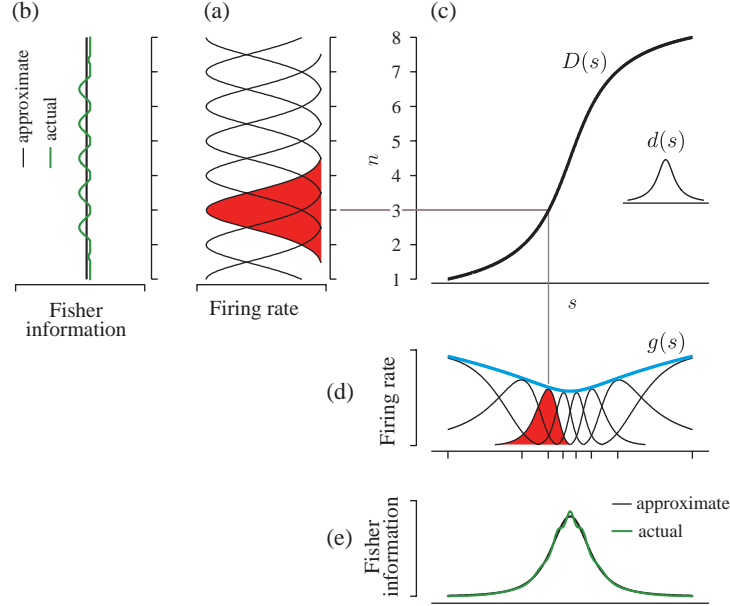 (b)
(a)
(c)
approximate
actual
Fisher
information
Firing rate
n
8
7
6
5
4
3
2
1
D(s)
d(s)
s
(d)
Firing rate
g(s)
(e)
Fisher
information
approximate
actual